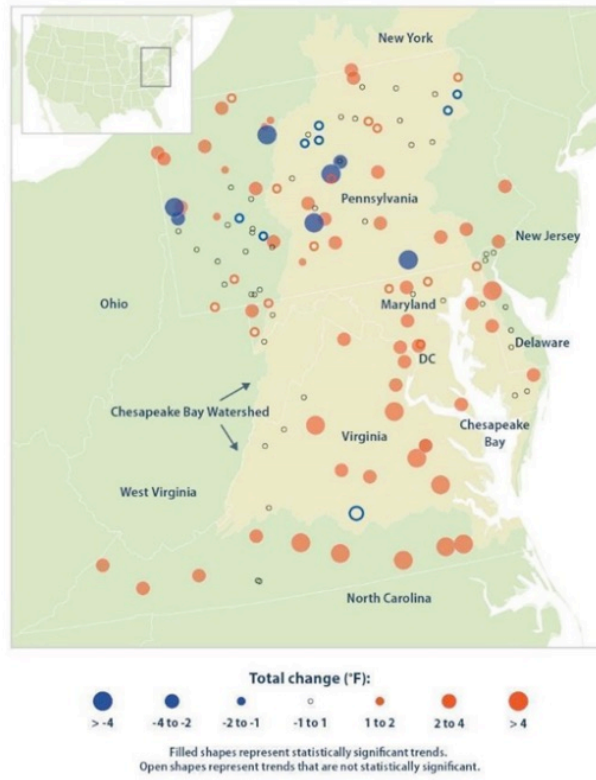 New York
Pennsylvania
New Jersey
Ohio
Maryland
Delaware
DC
Chesapeake Bay Watershed
Chesapeake
Bay
Virginia
West Virginia
North Carolina
Total change (°F):
> -4 -4 to -2 -2 to -1 -1 to 1 1 to 2 2 to 4 > 4
Filled shapes represent statistically significant trends.
Open shapes represent trends that are not statistically significant.